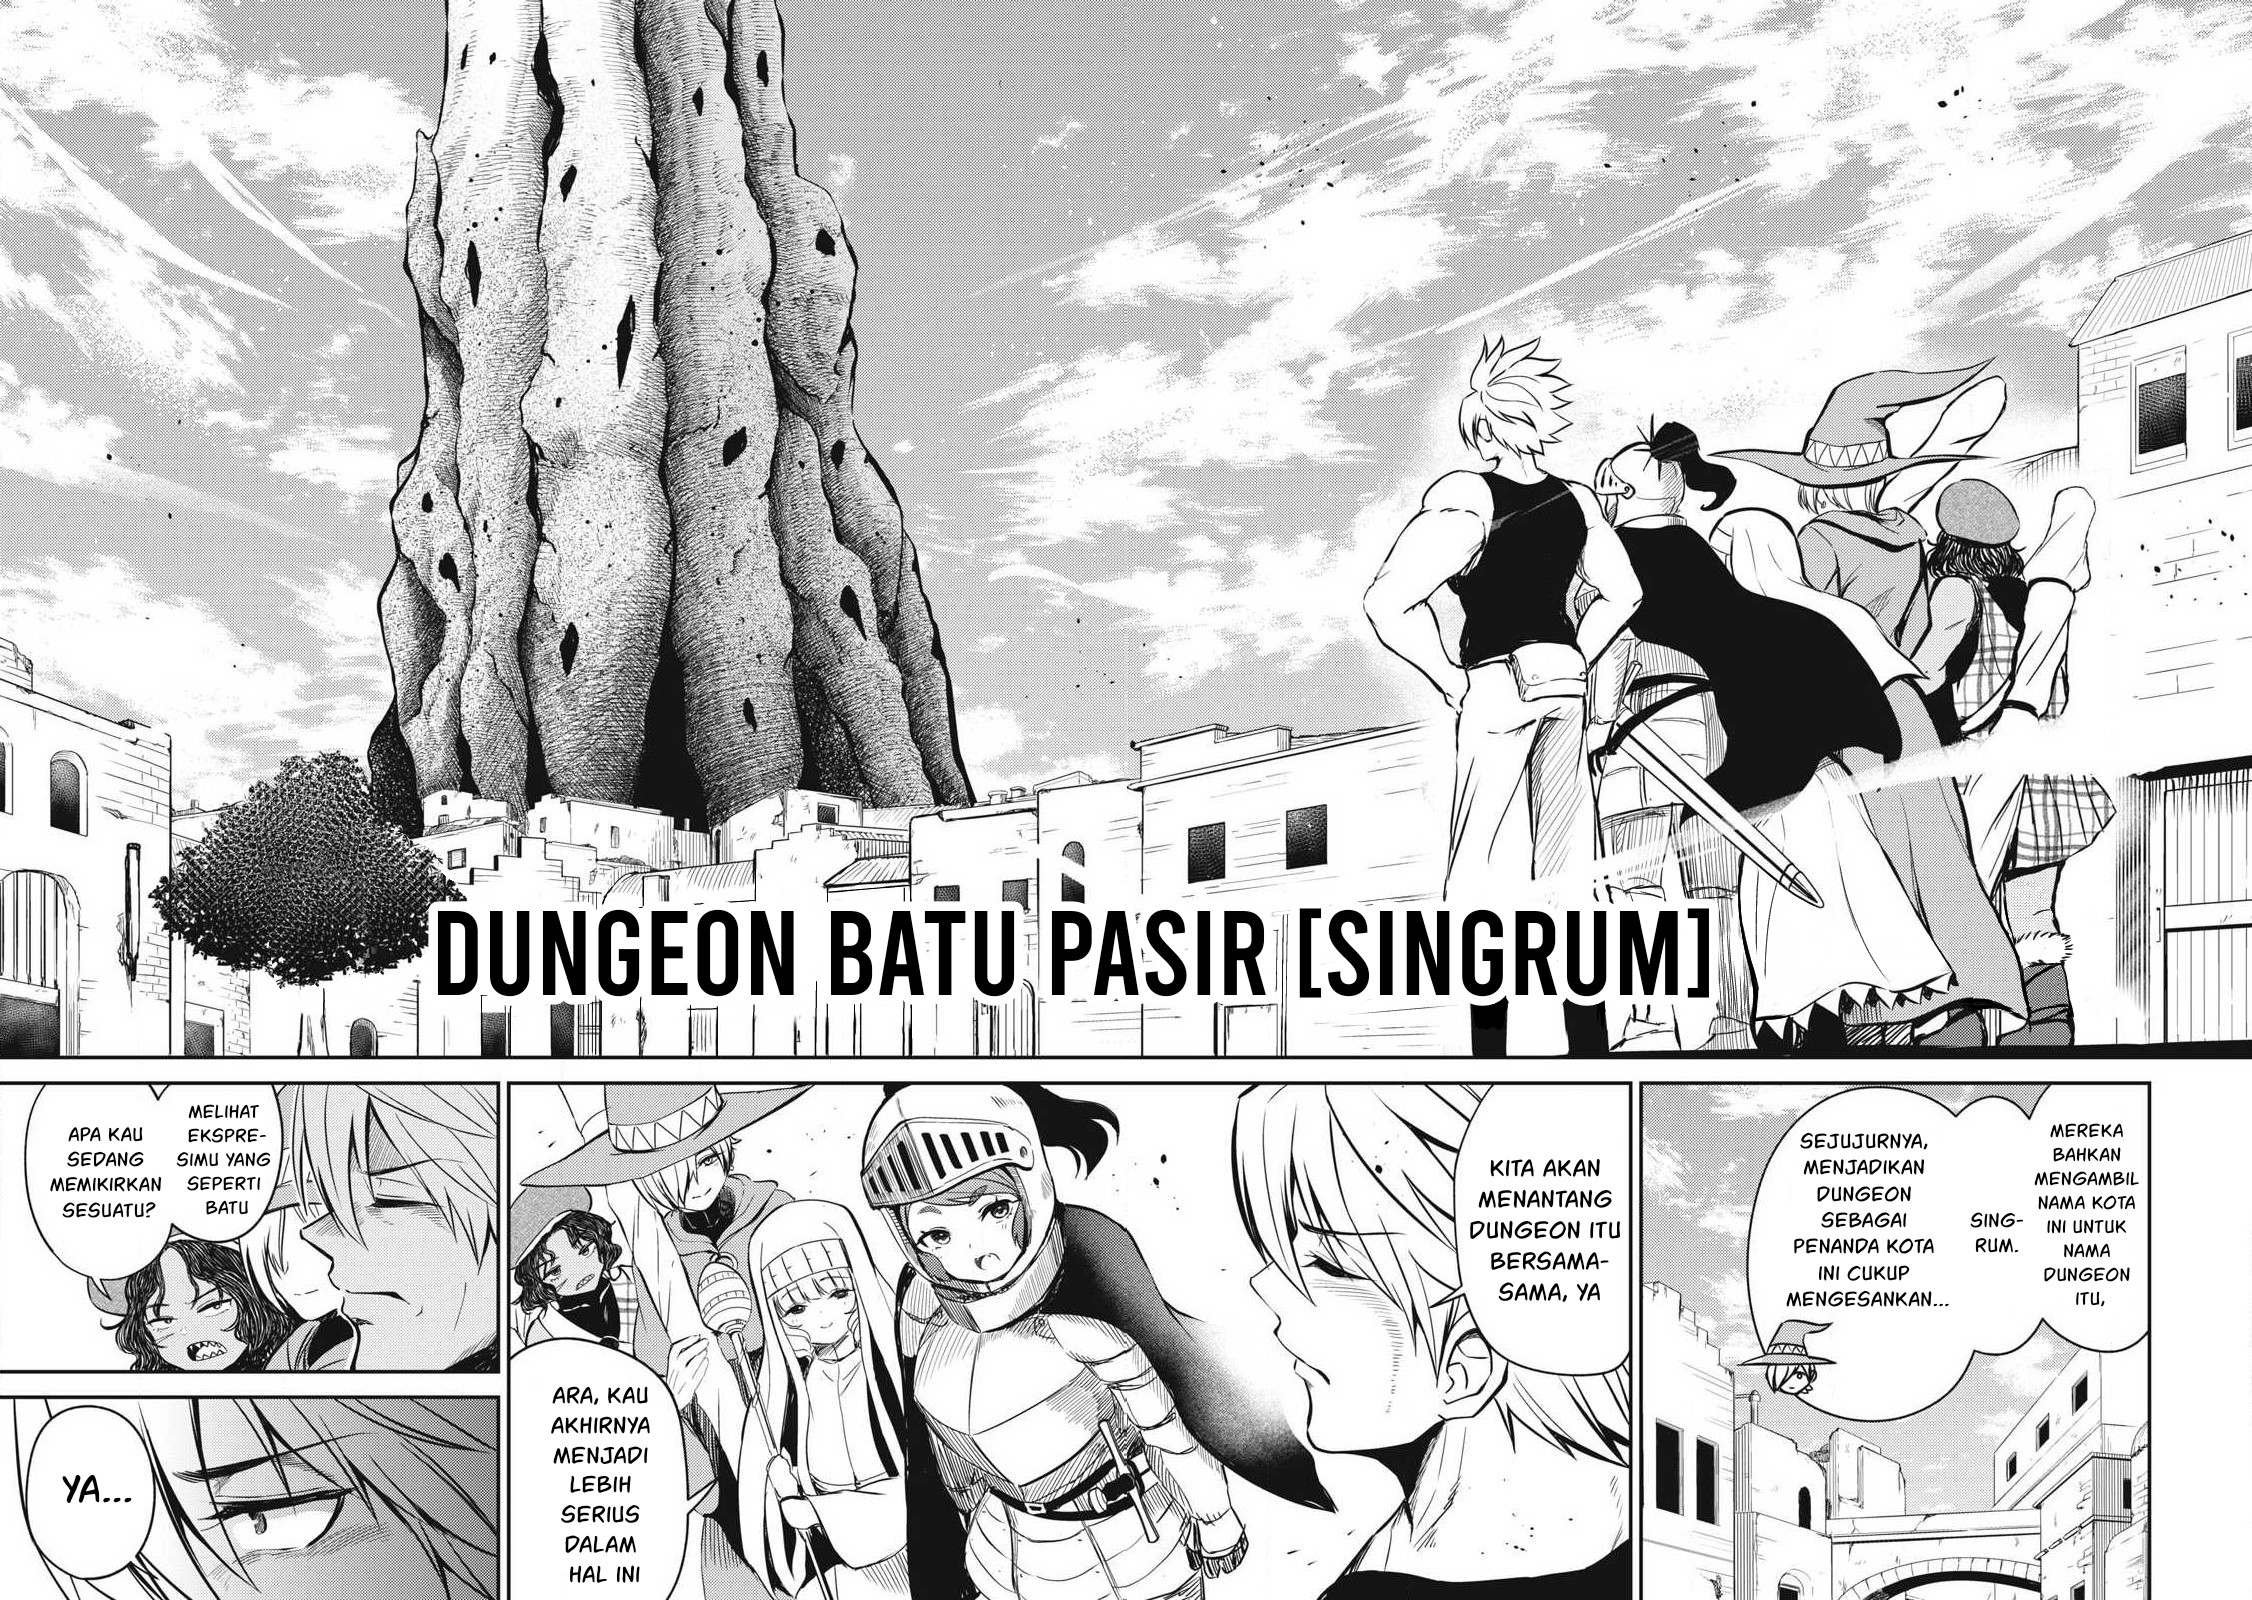 DUNGEON BATU PASIR [SINGRUM]
MEREKA
BAHKAN
MENGAMBIL
NAMA KOTA
INI UNTUK
NAMA
DUNGEON
ITU,
SING-
RUM.
SEJUJURNYA,
MENJADIKAN
DUNGEON
SEBAGAI
PENANDA KOTA
INI CUKUP
MENGESANKAN...
KITA AKAN
MENANTANG
DUNGEON ITU
BERSAMA-
SAMA, YA
ARA, KAU
AKHIRNYA
MENJADI
LEBIH
SERIUS
DALAM
HAL INI
MELIHAT
EKSPRE-
SIMU YANG
SEPERTI
BATU
APA KAU
SEDANG
MEMIKIRKAN
SESUATU?
YA...